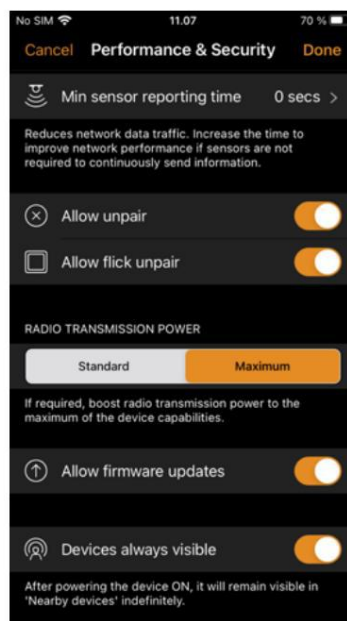 No SIM 11.07 70 %
Cancel Performance & Security Done
Min sensor reporting time 0 secs >
Reduces network data traffic. Increase the time to
improve network performance if sensors are not
required to continuously send information.
Allow unpair
Allow flick unpair
RADIO TRANSMISSION POWER
Standard Maximum
If required, boost radio transmission power to the
maximum of the device capabilities.
Allow firmware updates
Devices always visible
After powering the device ON, it will remain visible in
'Nearby devices' indefinitely.